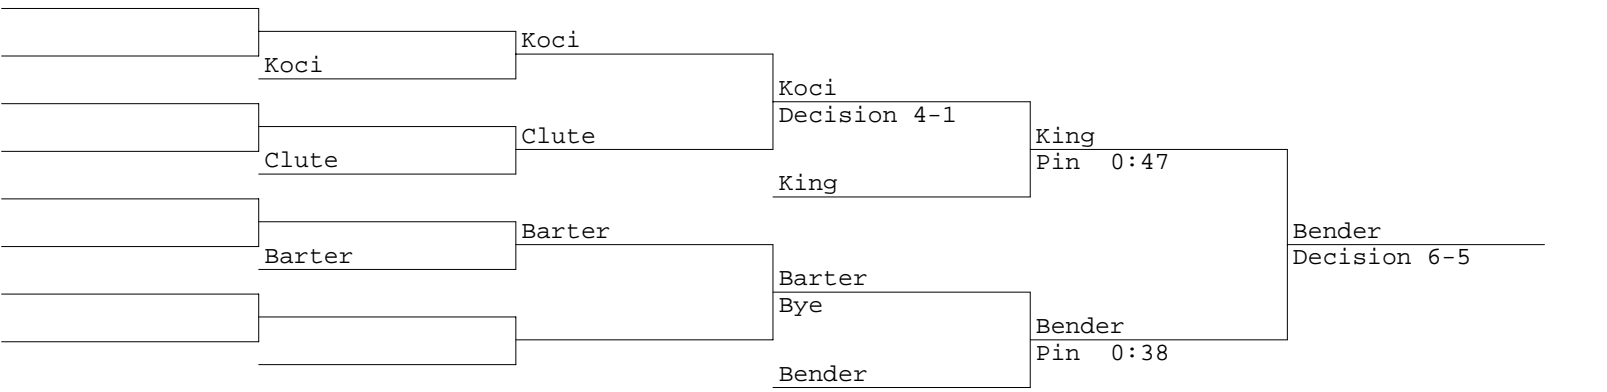 Koci
Koci
Koci
Decision 4-1
Clute
Clute
King
King
Pin  0:47
Barter
Barter
Bender
Decision 6-5
Barter
Bye
Bender
Pin  0:38
Bender